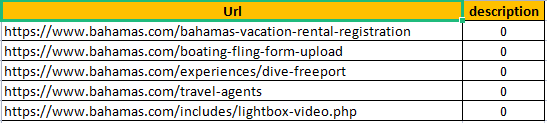 Url description
https://www.bahamas.com/bahamas-vacation-rental-registration 0
https://www.bahamas.com/boating-fling-form-upload 0
https://www.bahamas.com/experiences/dive-freeport 0
https://www.bahamas.com/travel-agents 0
https://www.bahamas.com/includes/lightbox-video.php 0